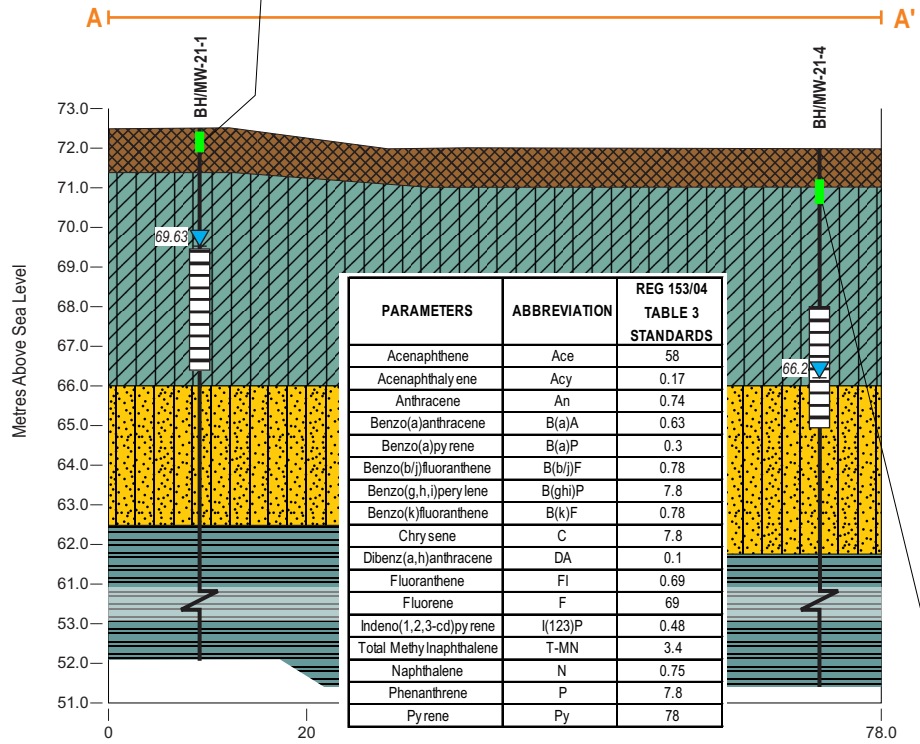 A A'
BH/MW-21-1
BH/MW-21-4
Metres Above Sea Level
73.0
72.0
71.0
70.0
69.0
68.0
67.0
66.0
65.0
64.0
63.0
62.0
61.0
53.0
52.0
51.0
69.63
66.2
PARAMETERS ABBREVIATION REG 153/04 TABLE 3 STANDARDS
Acenaphthene Ace 58
Acenaphthalyene Acy 0.17
Anthracene An 0.74
Benzo(a)anthracene B(a)A 0.63
Benzo(a)pyrene B(a)P 0.3
Benzo(b/j)fluoranthene B(b/j)F 0.78
Benzo(g,h,i)perylene B(ghi)P 7.8
Benzo(k)fluoranthene B(k)F 0.78
Chrysene C 7.8
Dibenz(a,h)anthracene DA 0.1
Fluoranthene Fl 0.69
Fluorene F 69
Indeno(1,2,3-cd)pyrene I(123)P 0.48
Total Methylnaphthalene T-MN 3.4
Naphthalene N 0.75
Phenanthrene P 7.8
Pyrene Py 78
0 20 78.0